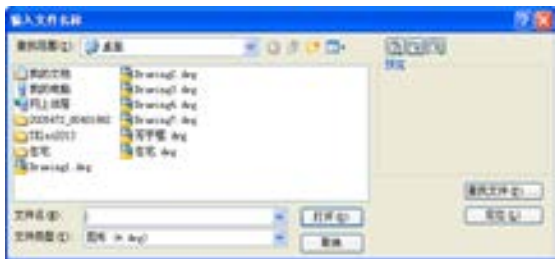 输入文件名称
查找范围(I): 桌面
预览
我的文档
我的电脑
网上邻居
住宅
Drawing1.dwg
Drawing2.dwg
Drawing3.dwg
Drawing6.dwg
Drawing7.dwg
写字楼.dwg
住宅.dwg
查找文件(F)
文件名(N):
打开(O)
定位(L)
文件类型(T): 图形 (*.dwg)
取消